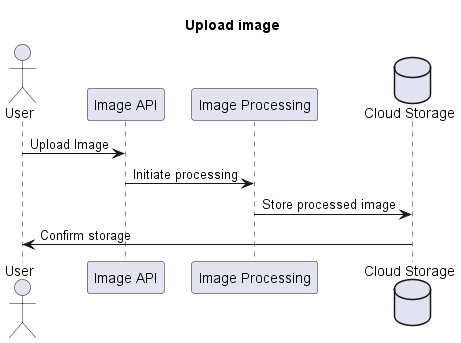 Upload image
User
Image API
Image Processing
Cloud Storage
Upload Image
Initiate processing
Store processed image
Confirm storage
User
Image API
Image Processing
Cloud Storage